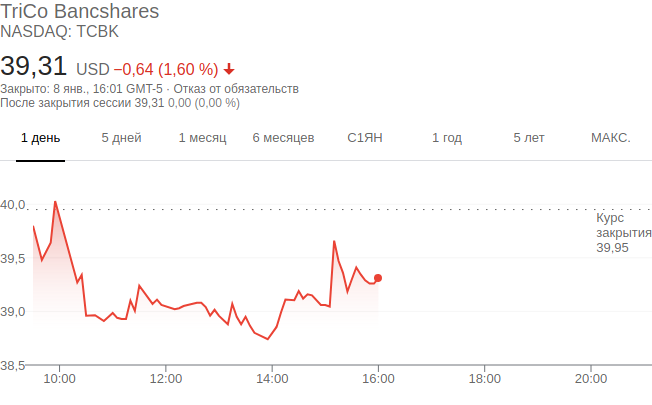 TriCo Bancshares
NASDAQ: TCBK
39,31 USD −0,64 (1,60 %)
Закрыто: 8 янв., 16:01 GMT-5 · Отказ от обязательств
После закрытия сессии 39,31 0,00 (0,00 %)
1 день 5 дней 1 месяц 6 месяцев С1ЯН 1 год 5 лет МАКС.
40,0
Курс
закрытия
39,95
39,5
39,0
38,5
10:00 12:00 14:00 16:00 18:00 20:00